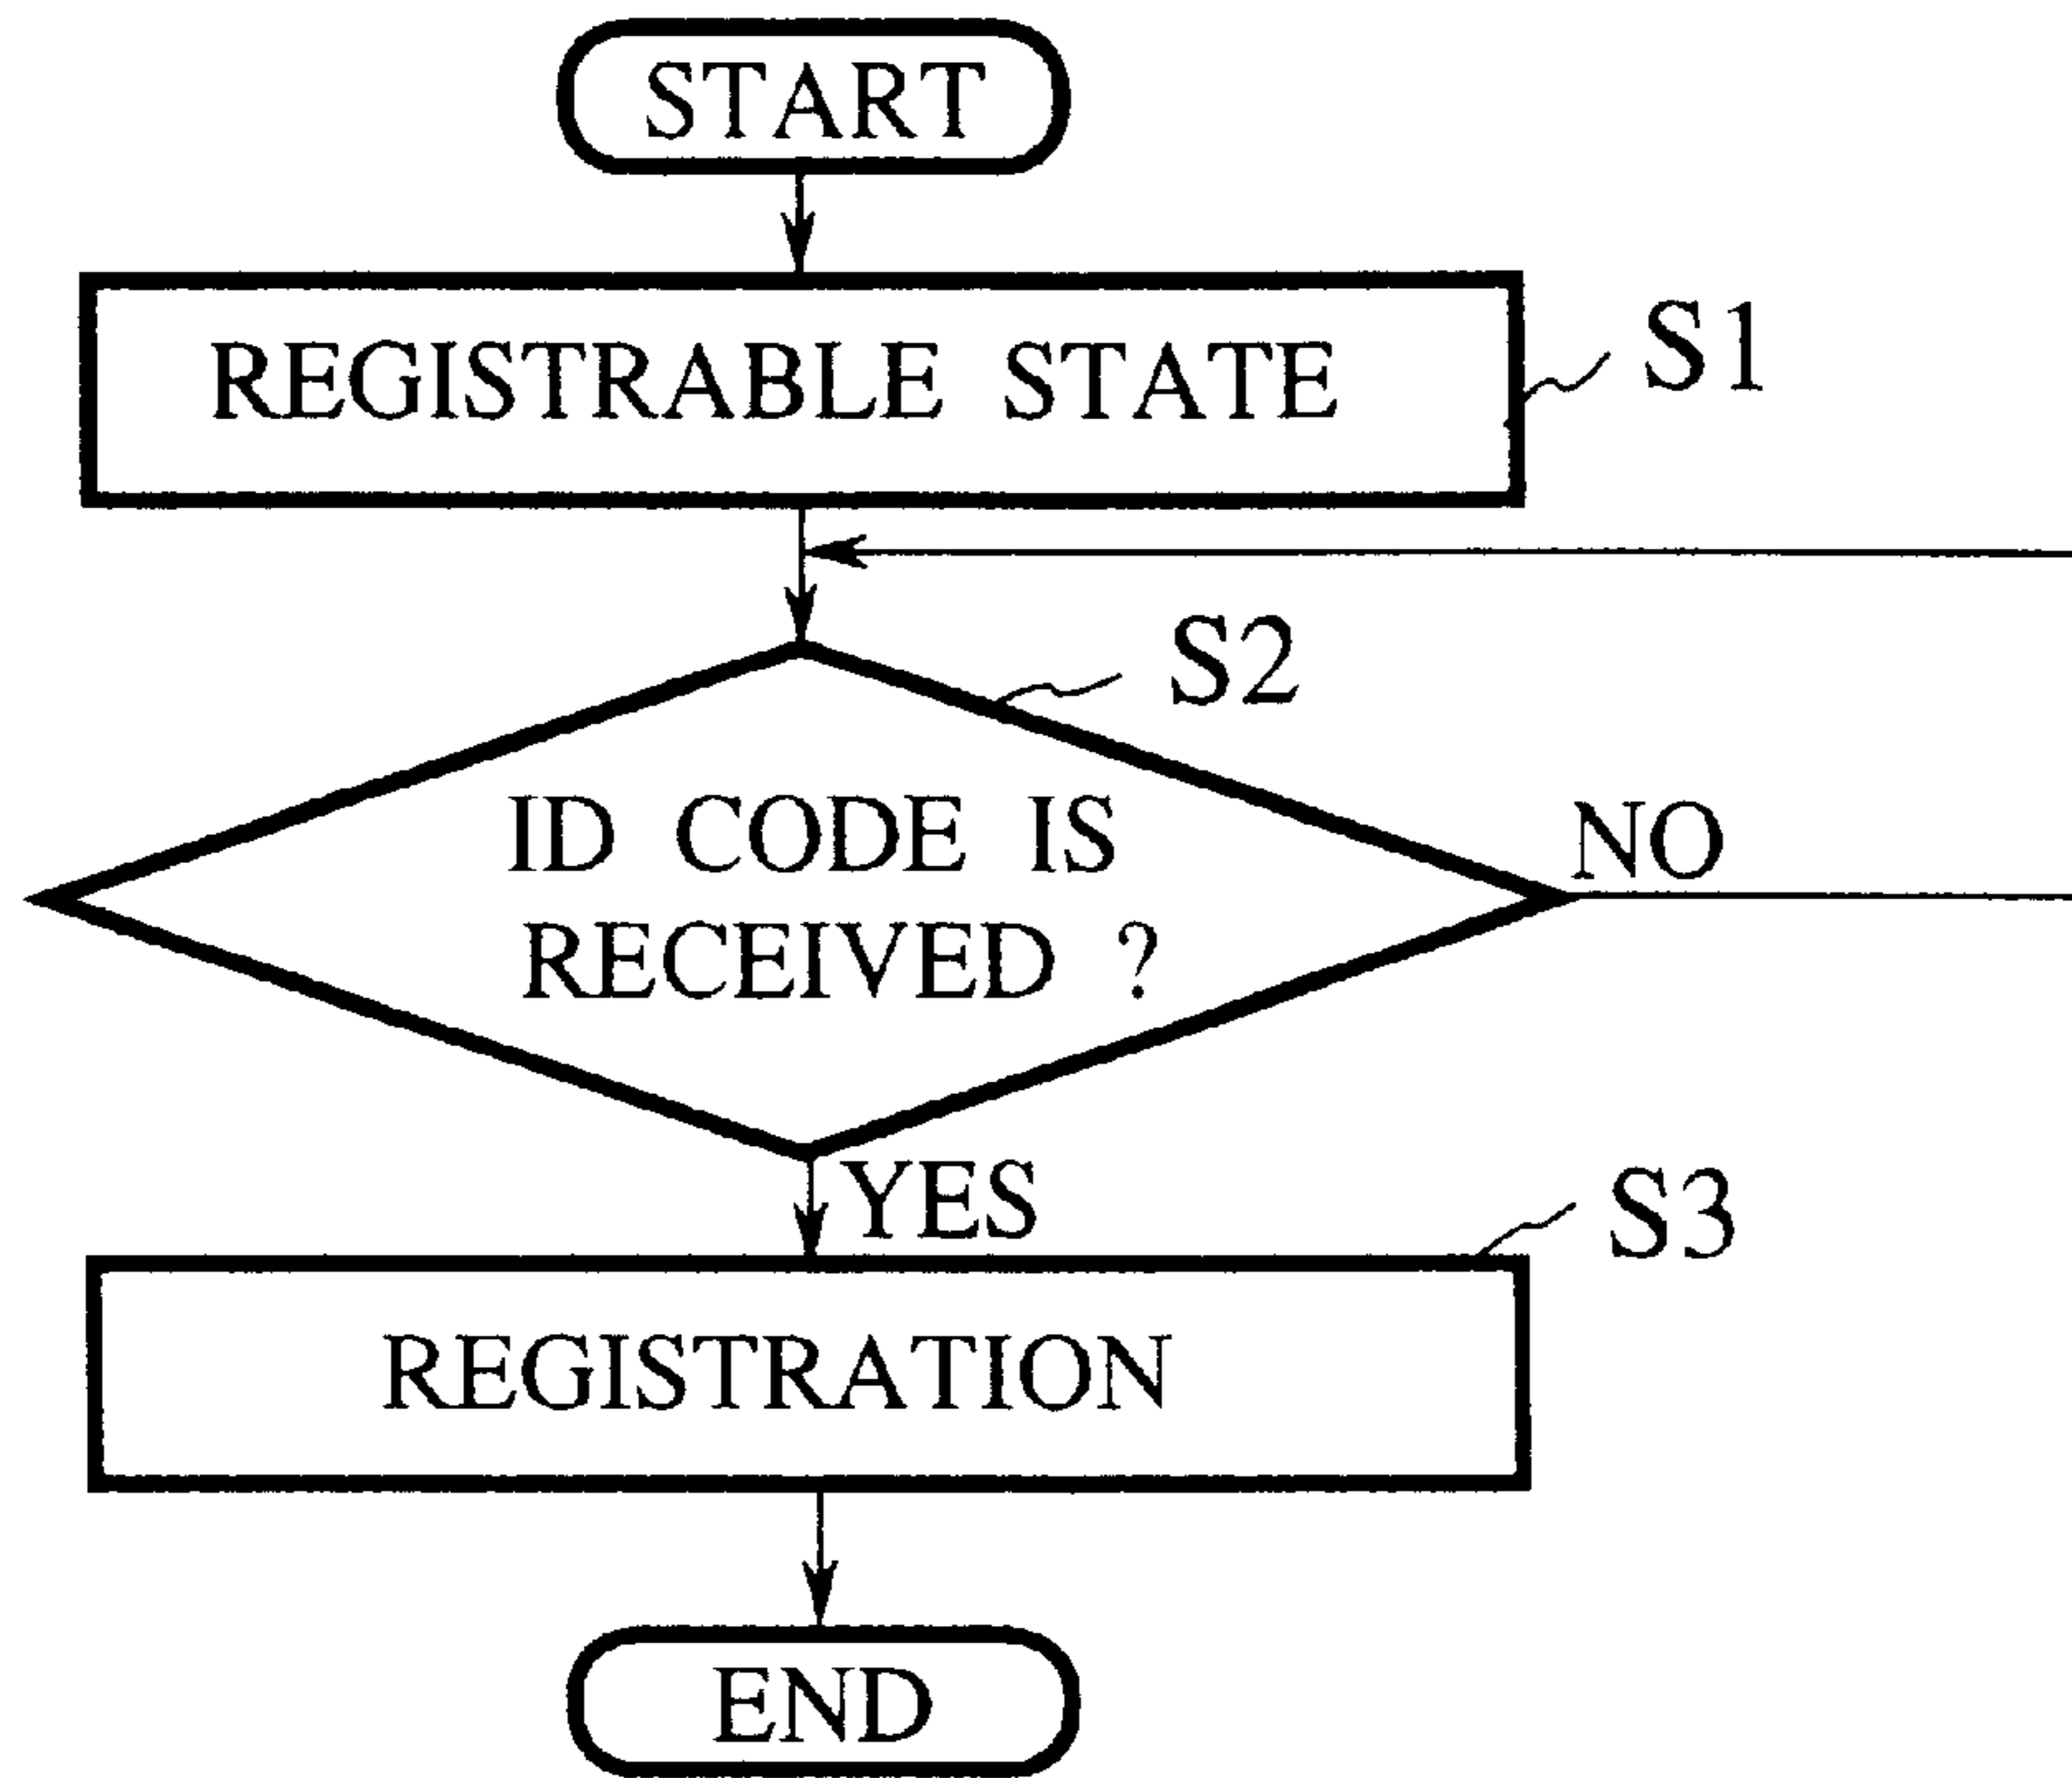 START
REGISTRABLE STATE
S1
S2
ID CODE IS
RECEIVED ?
NO
YES
S3
REGISTRATION
END